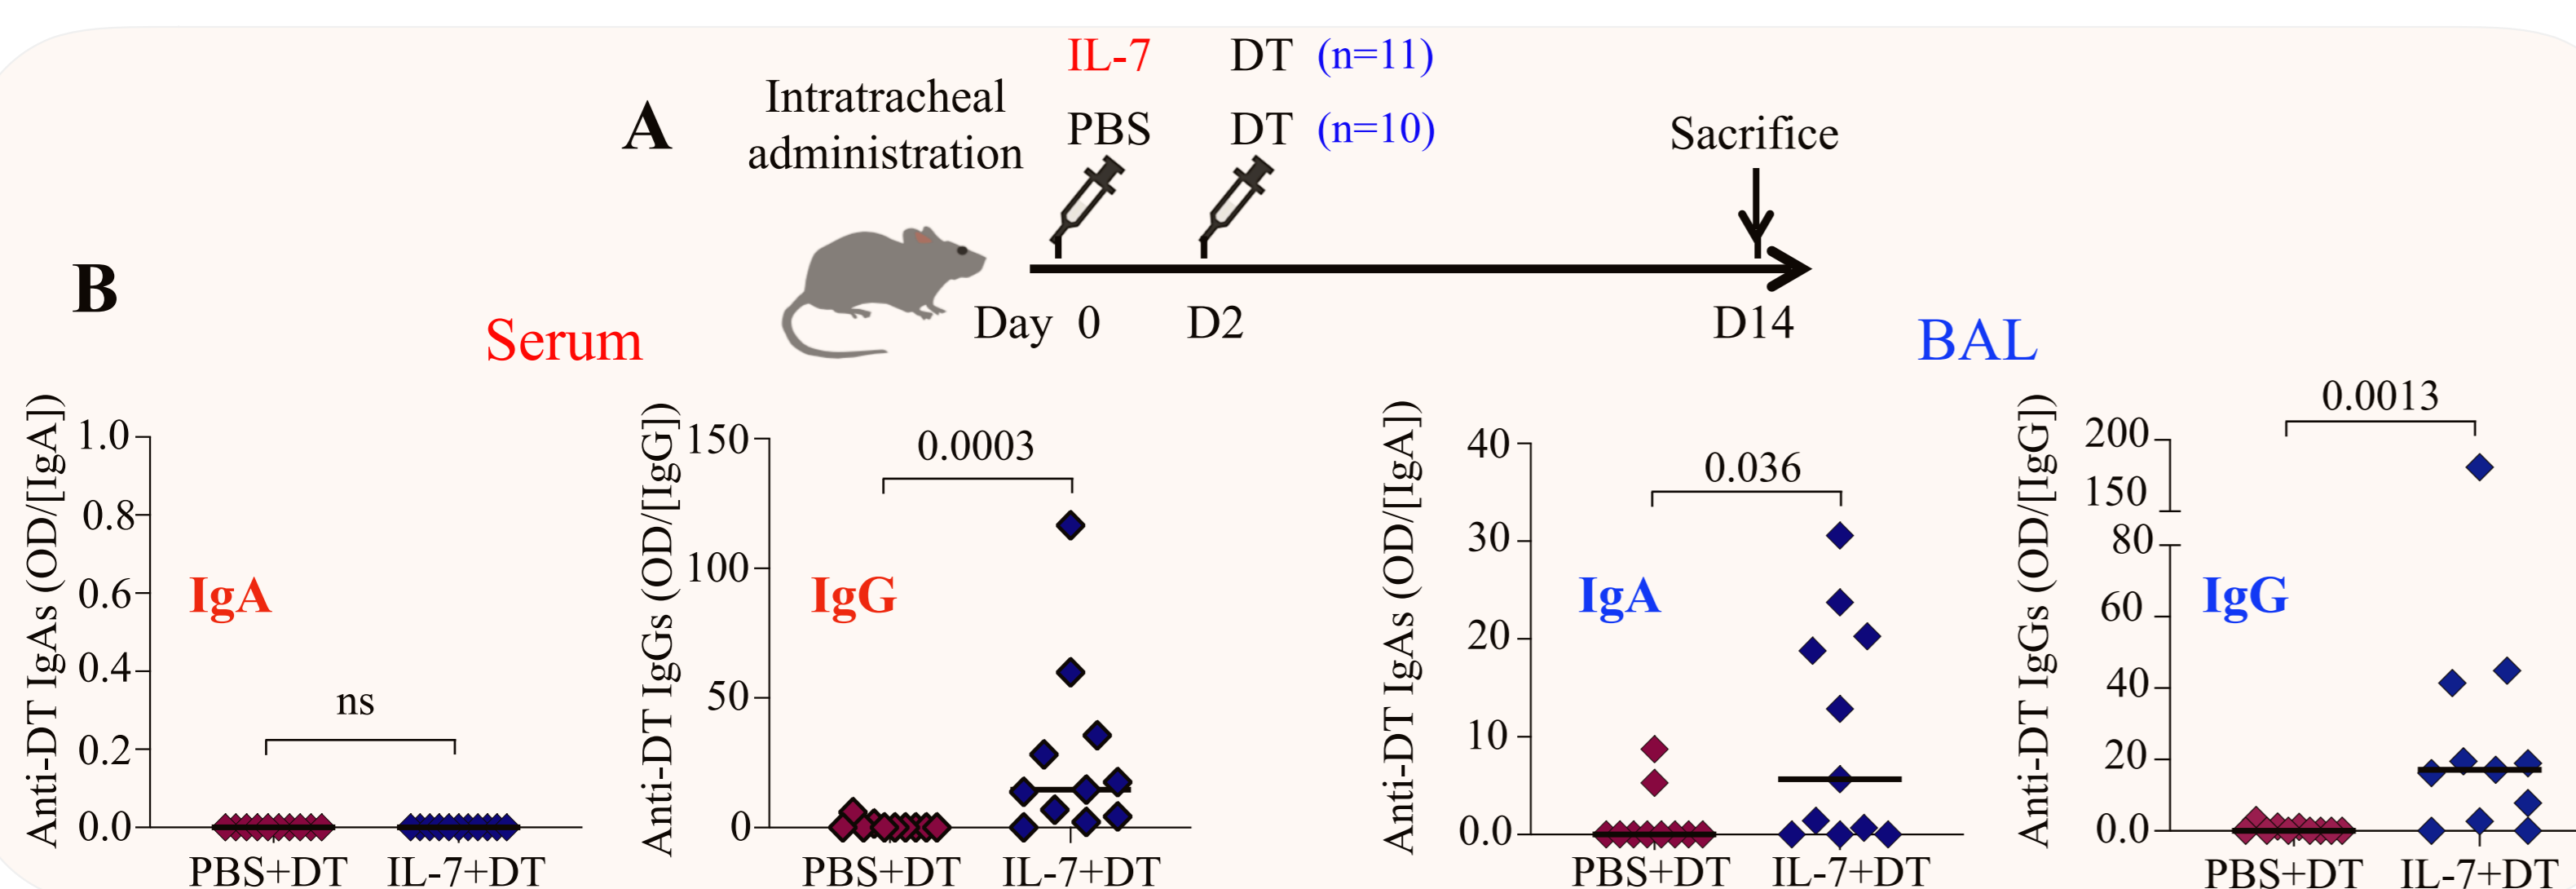 A
Intratracheal
administration
IL-7 DT (n=11)
PBS DT (n=10)
Sacrifice
Day 0 D2 D14
B
Serum
BAL
Anti-DT IgAs (OD/[IgA])
1.0
0.8
0.6
0.4
0.2
0.0
IgA
ns
PBS+DT IL-7+DT
Anti-DT IgGs (OD/[IgG])
150
100
50
0
IgG
0.0003
PBS+DT IL-7+DT
Anti-DT IgAs (OD/[IgA])
40
30
20
10
0.0
IgA
0.036
PBS+DT IL-7+DT
Anti-DT IgGs (OD/[IgG])
200
150
80
60
40
20
0.0
IgG
0.0013
PBS+DT IL-7+DT